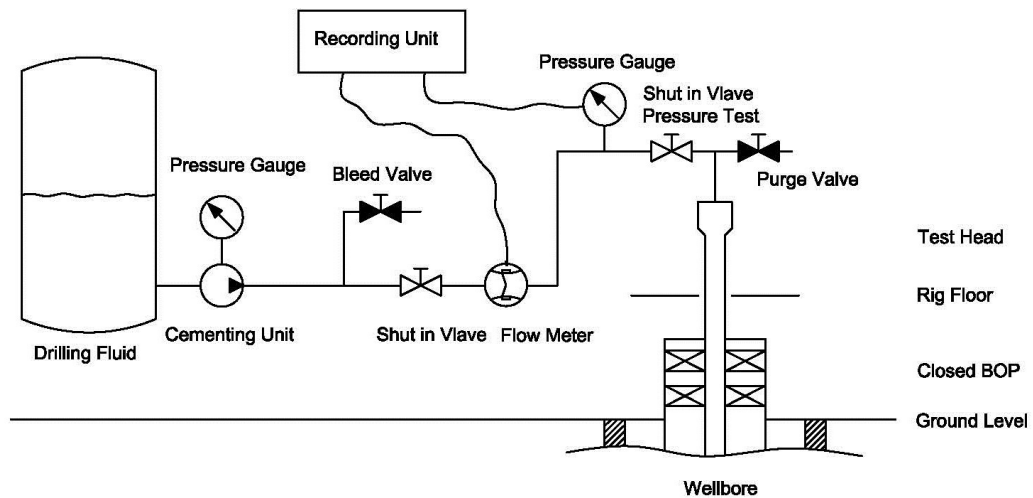 Recording Unit
Pressure Gauge
Shut in Vlave
Pressure Test
Pressure Gauge
Bleed Valve
Purge Valve
Test Head
Rig Floor
Cementing Unit
Shut in Vlave
Flow Meter
Drilling Fluid
Closed BOP
Ground Level
Wellbore